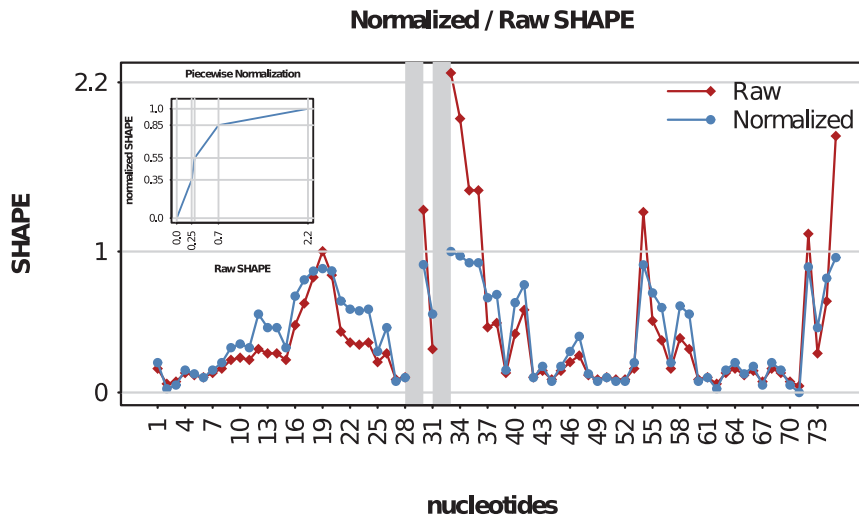 Normalized / Raw SHAPE
2.2
1
0
SHAPE
Piecewise Normalization
1.0
0.85
0.55
0.35
0.0
normalized SHAPE
0.0 0.25 0.7 2.2
Raw SHAPE
Raw
Normalized
1 4 7 10 13 16 19 22 25 28 31 34 37 40 43 46 49 52 55 58 61 64 67 70 73
nucleotides